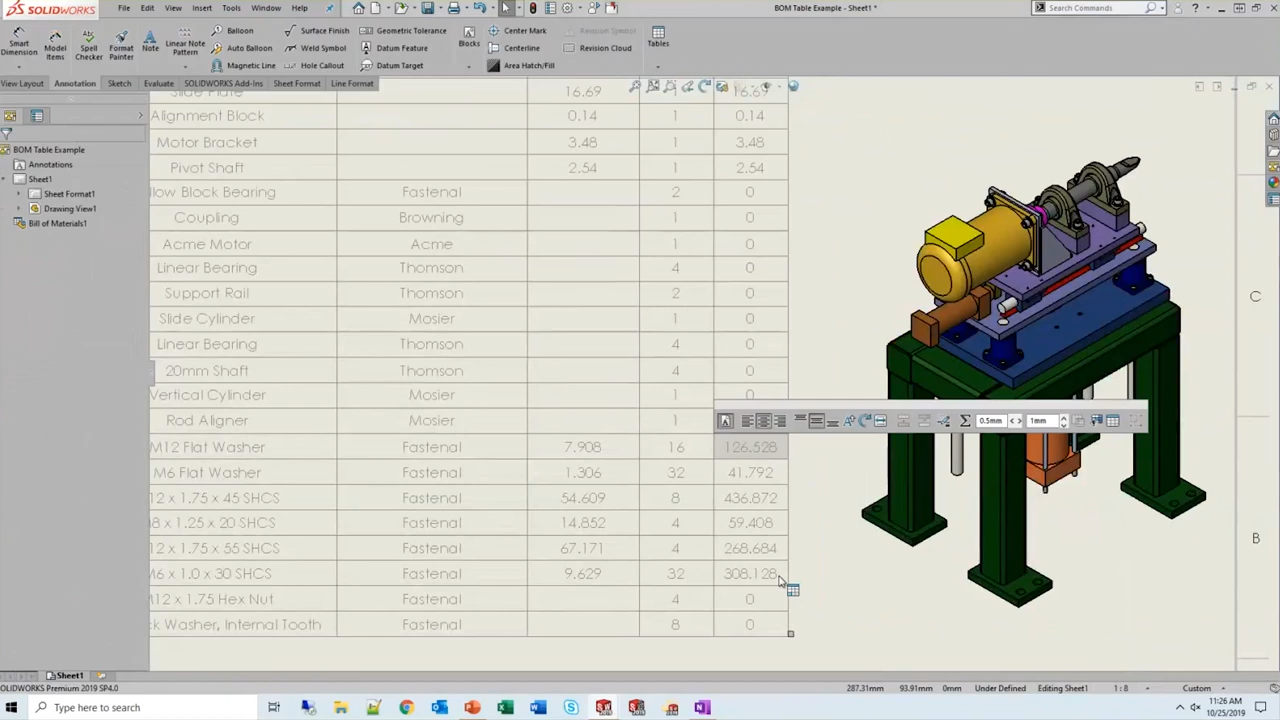 SOLIDWORKS File Edit View Insert Tools Window Help BOM Table Example - Sheet1 * Search Commands ?
Smart Dimension Model Items Spell Checker Format Painter Note Linear Note Pattern Balloon Surface Finish Geometric Tolerance Blocks Center Mark Revision Symbol Tables
Auto Balloon Weld Symbol Datum Feature Centerline Revision Cloud
Magnetic Line Hole Callout Datum Target Area Hatch/Fill
View Layout Annotation Sketch Evaluate SOLIDWORKS Add-Ins Sheet Format Line Format
BOM Table Example
Annotations
Sheet1
Sheet Format1
Drawing View1
Bill of Materials1
Slide Plate 16.69 1 16.69
Alignment Block 0.14 1 0.14
Motor Bracket 3.48 1 3.48
Pivot Shaft 2.54 1 2.54
llow Block Bearing Fastenal 2 0
Coupling Browning 1 0
Acme Motor Acme 1 0
Linear Bearing Thomson 4 0
Support Rail Thomson 2 0
Slide Cylinder Mosier 1 0
Linear Bearing Thomson 4 0
20mm Shaft Thomson 4 0
Vertical Cylinder Mosier 1
Rod Aligner Mosier 1
0.5mm 1mm
M12 Flat Washer Fastenal 7.908 16 126.528
M6 Flat Washer Fastenal 1.306 32 41.792
12 x 1.75 x 45 SHCS Fastenal 54.609 8 436.872
8 x 1.25 x 20 SHCS Fastenal 14.852 4 59.408
12 x 1.75 x 55 SHCS Fastenal 67.171 4 268.684
M6 x 1.0 x 30 SHCS Fastenal 9.629 32 308.128
M12 x 1.75 Hex Nut Fastenal 4 0
ck Washer, Internal Tooth Fastenal 8 0
C
B
Sheet1
OLIDWORKS Premium 2019 SP4.0 287.31mm 93.91mm 0mm Under Defined Editing Sheet1 1 : 8 Custom
Type here to search 11:26 AM
10/25/2019